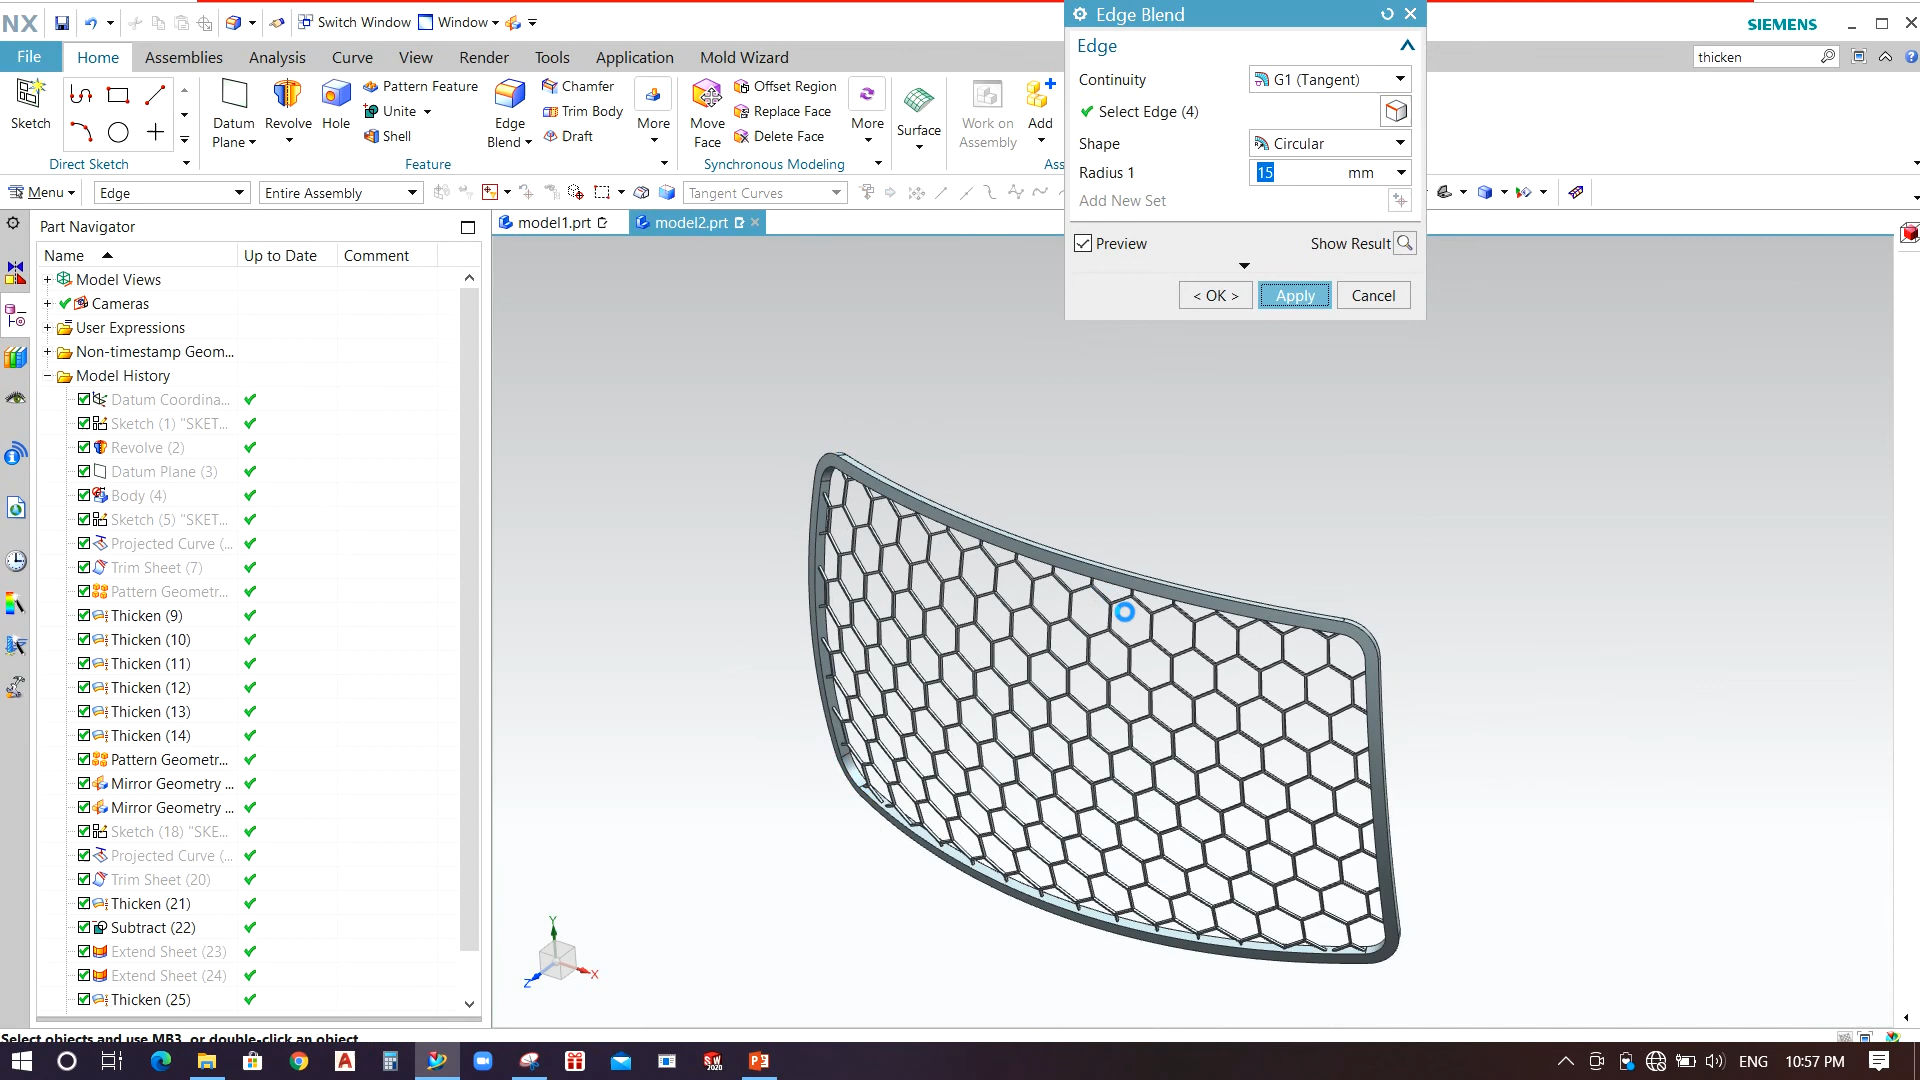 NX
Switch Window
Window
SIEMENS
File
Home
Assemblies
Analysis
Curve
View
Render
Tools
Application
Mold Wizard
thicken
Sketch
Direct Sketch
Datum
Plane
Revolve
Hole
Pattern Feature
Unite
Shell
Edge
Blend
Chamfer
Trim Body
Draft
More
Feature
Move
Face
Offset Region
Replace Face
Delete Face
More
Synchronous Modeling
Surface
Work on
Assembly
Add
Ass
Menu
Edge
Entire Assembly
Tangent Curves
Edge Blend
Edge
Continuity
G1 (Tangent)
Select Edge (4)
Shape
Circular
Radius 1
15
mm
Add New Set
Preview
Show Result
< OK >
Apply
Cancel
model1.prt
model2.prt
Part Navigator
Name
Up to Date
Comment
Model Views
Cameras
User Expressions
Non-timestamp Geom...
Model History
Datum Coordina...
Sketch (1) "SKET...
Revolve (2)
Datum Plane (3)
Body (4)
Sketch (5) "SKET...
Projected Curve (...
Trim Sheet (7)
Pattern Geometr...
Thicken (9)
Thicken (10)
Thicken (11)
Thicken (12)
Thicken (13)
Thicken (14)
Pattern Geometr...
Mirror Geometry ...
Mirror Geometry ...
Sketch (18) "SKE...
Projected Curve (...
Trim Sheet (20)
Thicken (21)
Subtract (22)
Extend Sheet (23)
Extend Sheet (24)
Thicken (25)
Y
X
Z
Select objects and use MB3, or double-click an object
SW
2020
ENG
10:57 PM